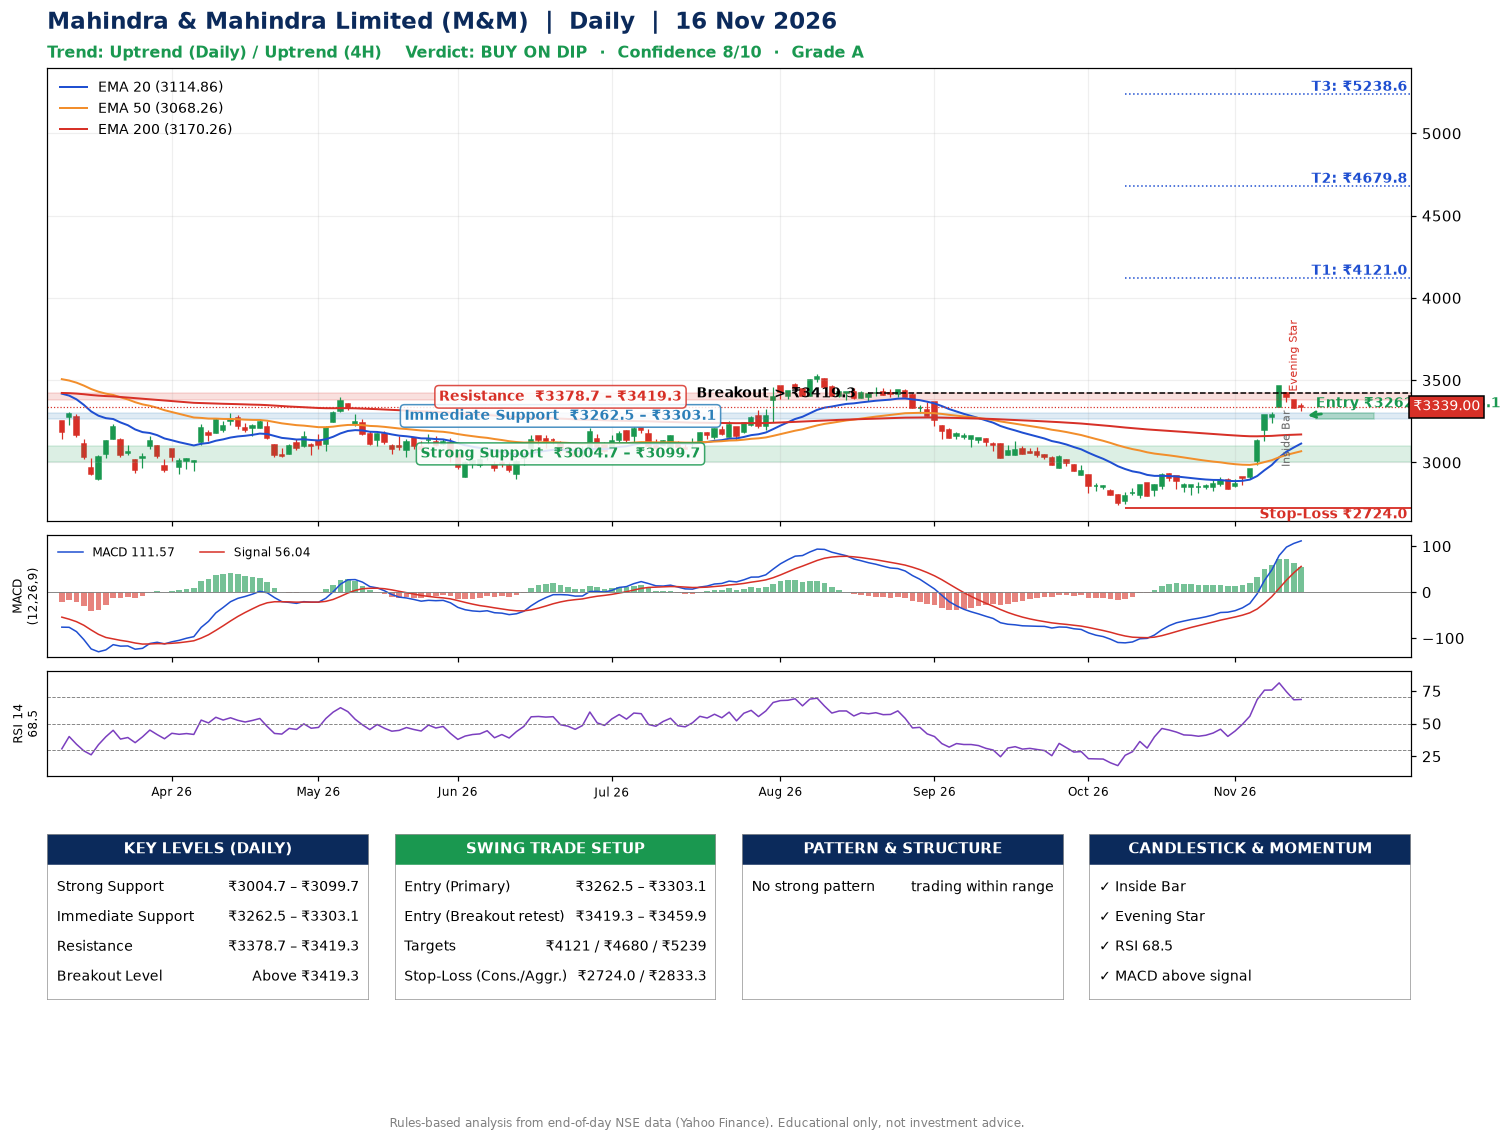 Mahindra & Mahindra Limited (M&M)  |  Daily  |  16 Nov 2026
Trend: Uptrend (Daily) / Uptrend (4H)     Verdict: BUY ON DIP  ·  Confidence 8/10  ·  Grade A
EMA 20 (3114.86)
EMA 50 (3068.26)
EMA 200 (3170.26)
T3: ₹5238.6
T2: ₹4679.8
T1: ₹4121.0
5000
4500
4000
3500
3000
Evening Star
Inside Bar
Resistance  ₹3378.7 – ₹3419.3
Breakout > ₹3419.3
Immediate Support  ₹3262.5 – ₹3303.1
Strong Support  ₹3004.7 – ₹3099.7
Entry ₹3262
.1
₹3339.00
Stop-Loss ₹2724.0
MACD 111.57
Signal 56.04
MACD
(12,26,9)
100
0
−100
RSI 14
68.5
75
50
25
Apr 26
May 26
Jun 26
Jul 26
Aug 26
Sep 26
Oct 26
Nov 26
KEY LEVELS (DAILY)
Strong Support ₹3004.7 – ₹3099.7
Immediate Support ₹3262.5 – ₹3303.1
Resistance ₹3378.7 – ₹3419.3
Breakout Level Above ₹3419.3
SWING TRADE SETUP
Entry (Primary) ₹3262.5 – ₹3303.1
Entry (Breakout retest) ₹3419.3 – ₹3459.9
Targets ₹4121 / ₹4680 / ₹5239
Stop-Loss (Cons./Aggr.) ₹2724.0 / ₹2833.3
PATTERN & STRUCTURE
No strong pattern trading within range
CANDLESTICK & MOMENTUM
✓ Inside Bar
✓ Evening Star
✓ RSI 68.5
✓ MACD above signal
Rules-based analysis from end-of-day NSE data (Yahoo Finance). Educational only, not investment advice.